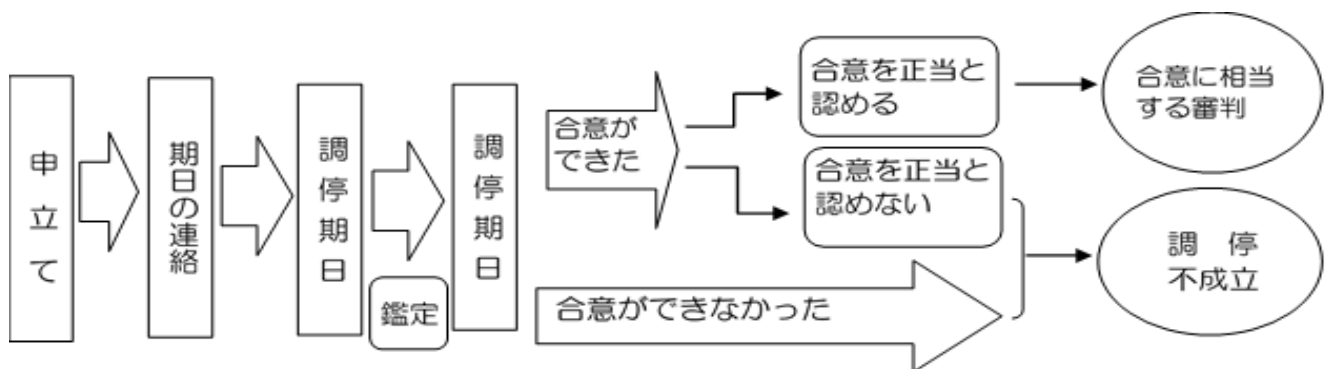 申立て
期日の連絡
調停期日
鑑定
調停期日
合意が
できた
合意を正当と
認める
合意に相当
する審判
合意を正当と
認めない
合意ができなかった
調 停
不成立